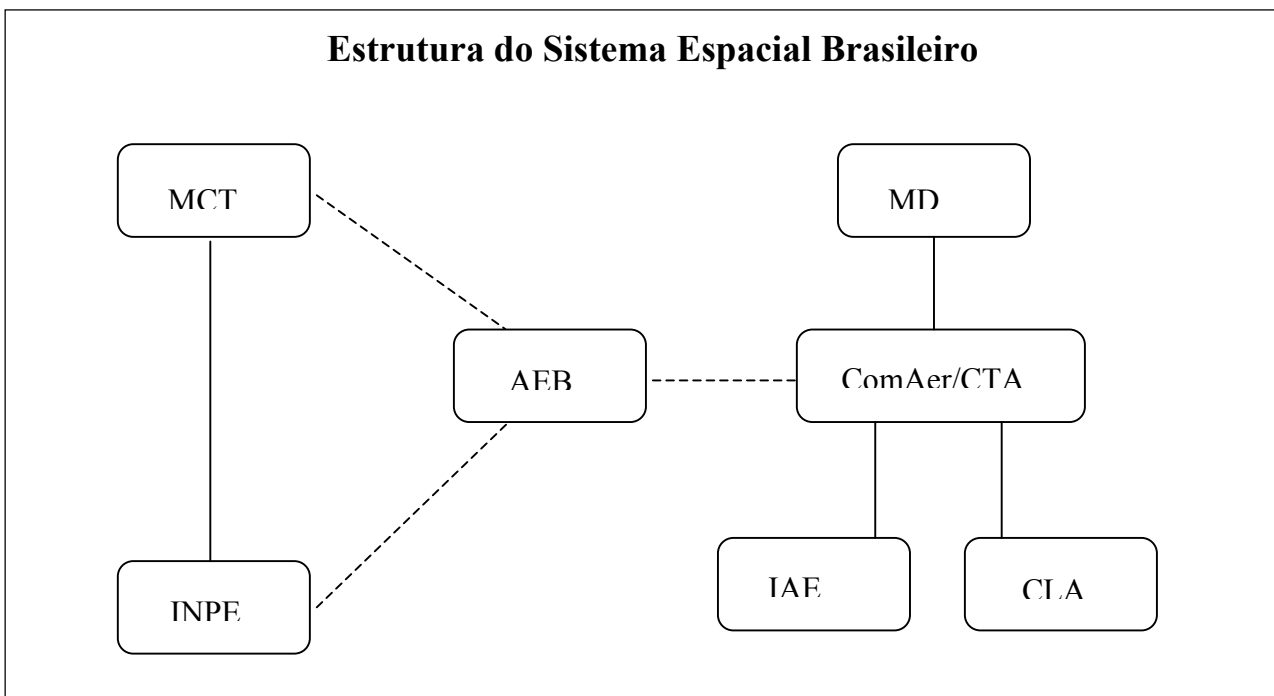 Estrutura do Sistema Espacial Brasileiro
MCT
MD
AEB
ComAer/CTA
INPE
IAE
CLA